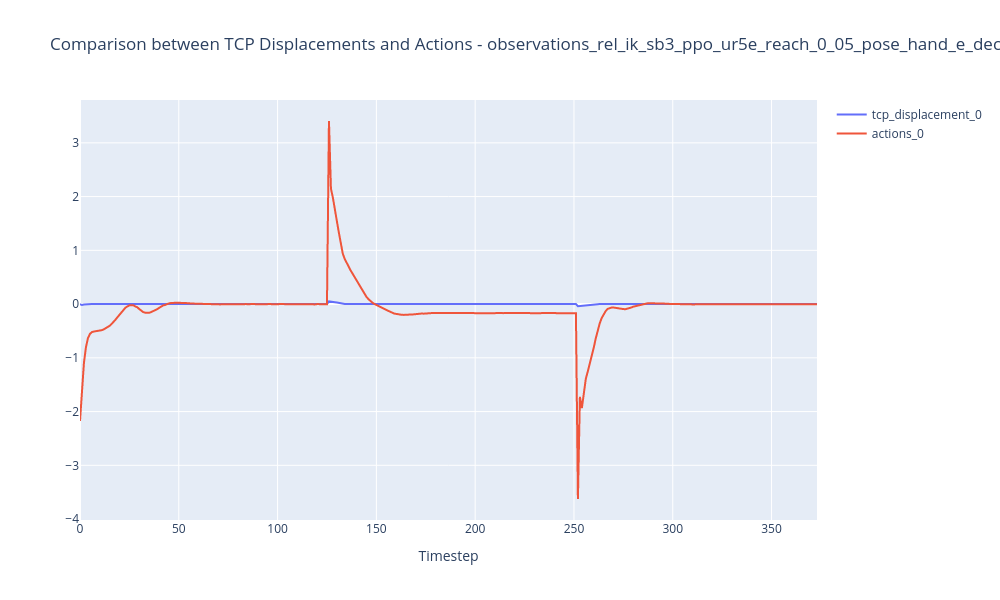 Comparison between TCP Displacements and Actions - observations_rel_ik_sb3_ppo_ur5e_reach_0_05_pose_hand_e_dec
tcp_displacement_0
actions_0
3
2
1
0
−1
−2
−3
−4
0 50 100 150 200 250 300 350
Timestep